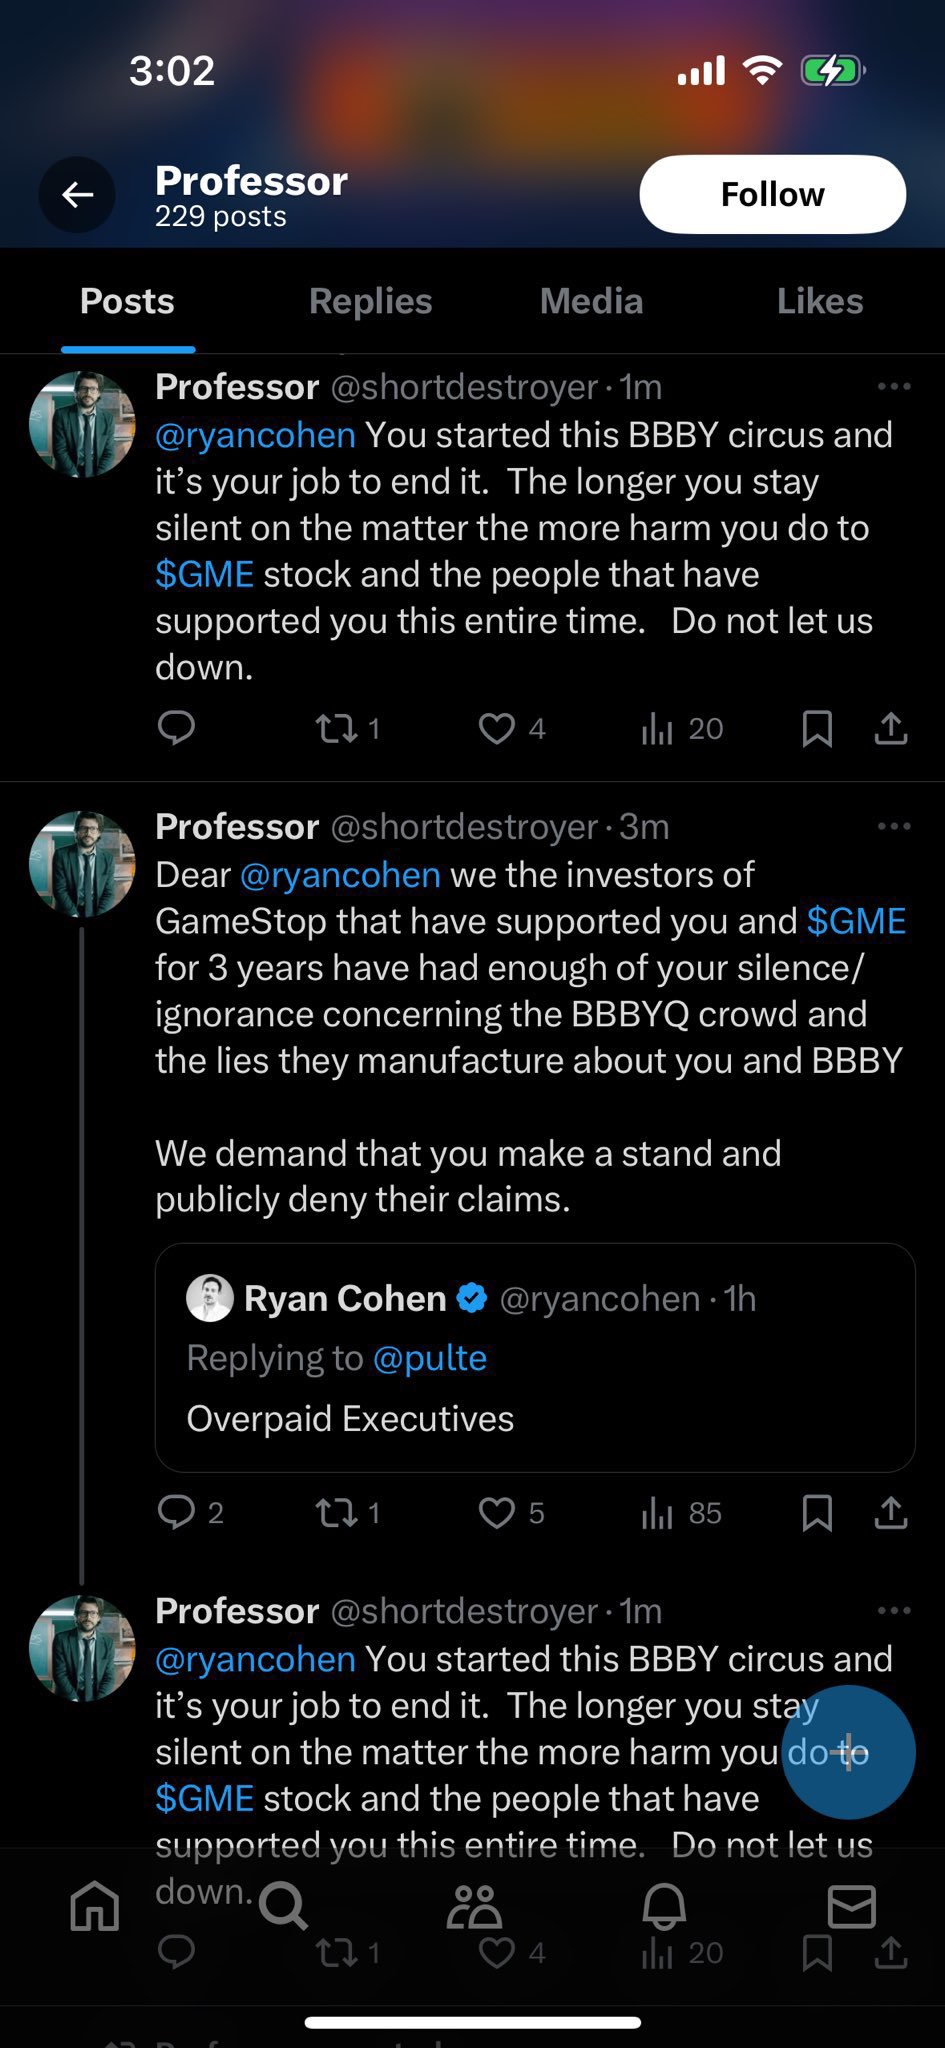 3:02
Professor
229 posts
Follow
Posts Replies Media Likes
Professor @shortdestroyer · 1m
@ryancohen You started this BBBY circus and
it's your job to end it.  The longer you stay
silent on the matter the more harm you do to
$GME stock and the people that have
supported you this entire time.   Do not let us
down.
1 4 20
Professor @shortdestroyer · 3m
Dear @ryancohen we the investors of
GameStop that have supported you and $GME
for 3 years have had enough of your silence/
ignorance concerning the BBBYQ crowd and
the lies they manufacture about you and BBBY
We demand that you make a stand and
publicly deny their claims.
Ryan Cohen @ryancohen · 1h
Replying to @pulte
Overpaid Executives
2 1 5 85
Professor @shortdestroyer · 1m
@ryancohen You started this BBBY circus and
it's your job to end it.  The longer you stay
silent on the matter the more harm you do to
$GME stock and the people that have
supported you this entire time.   Do not let us
down.
1 4 20